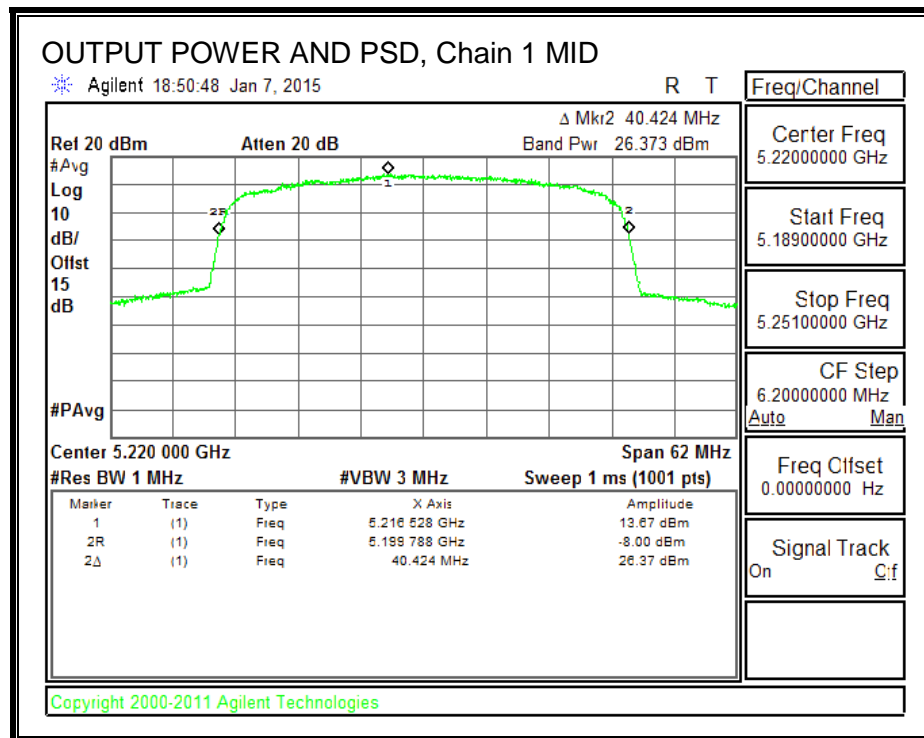 OUTPUT POWER AND PSD, Chain 1 MID
Agilent 18:50:48 Jan 7, 2015 R T
Freq/Channel
Δ Mkr2 40.424 MHz
Ref 20 dBm Atten 20 dB Band Pwr 26.373 dBm
#Avg
Log
10
dB/
Offst
15
dB
#PAvg
1
2R
2
Center 5.220 000 GHz Span 62 MHz
#Res BW 1 MHz #VBW 3 MHz Sweep 1 ms (1001 pts)
Marker Trace Type X Axis Amplitude
1 (1) Freq 5.216 528 GHz 13.67 dBm
2R (1) Freq 5.199 788 GHz -8.00 dBm
2Δ (1) Freq 40.424 MHz 26.37 dBm
Center Freq
5.22000000 GHz
Start Freq
5.18900000 GHz
Stop Freq
5.25100000 GHz
CF Step
6.20000000 MHz
Auto Man
Freq Offset
0.00000000 Hz
Signal Track
On Off
Copyright 2000-2011 Agilent Technologies